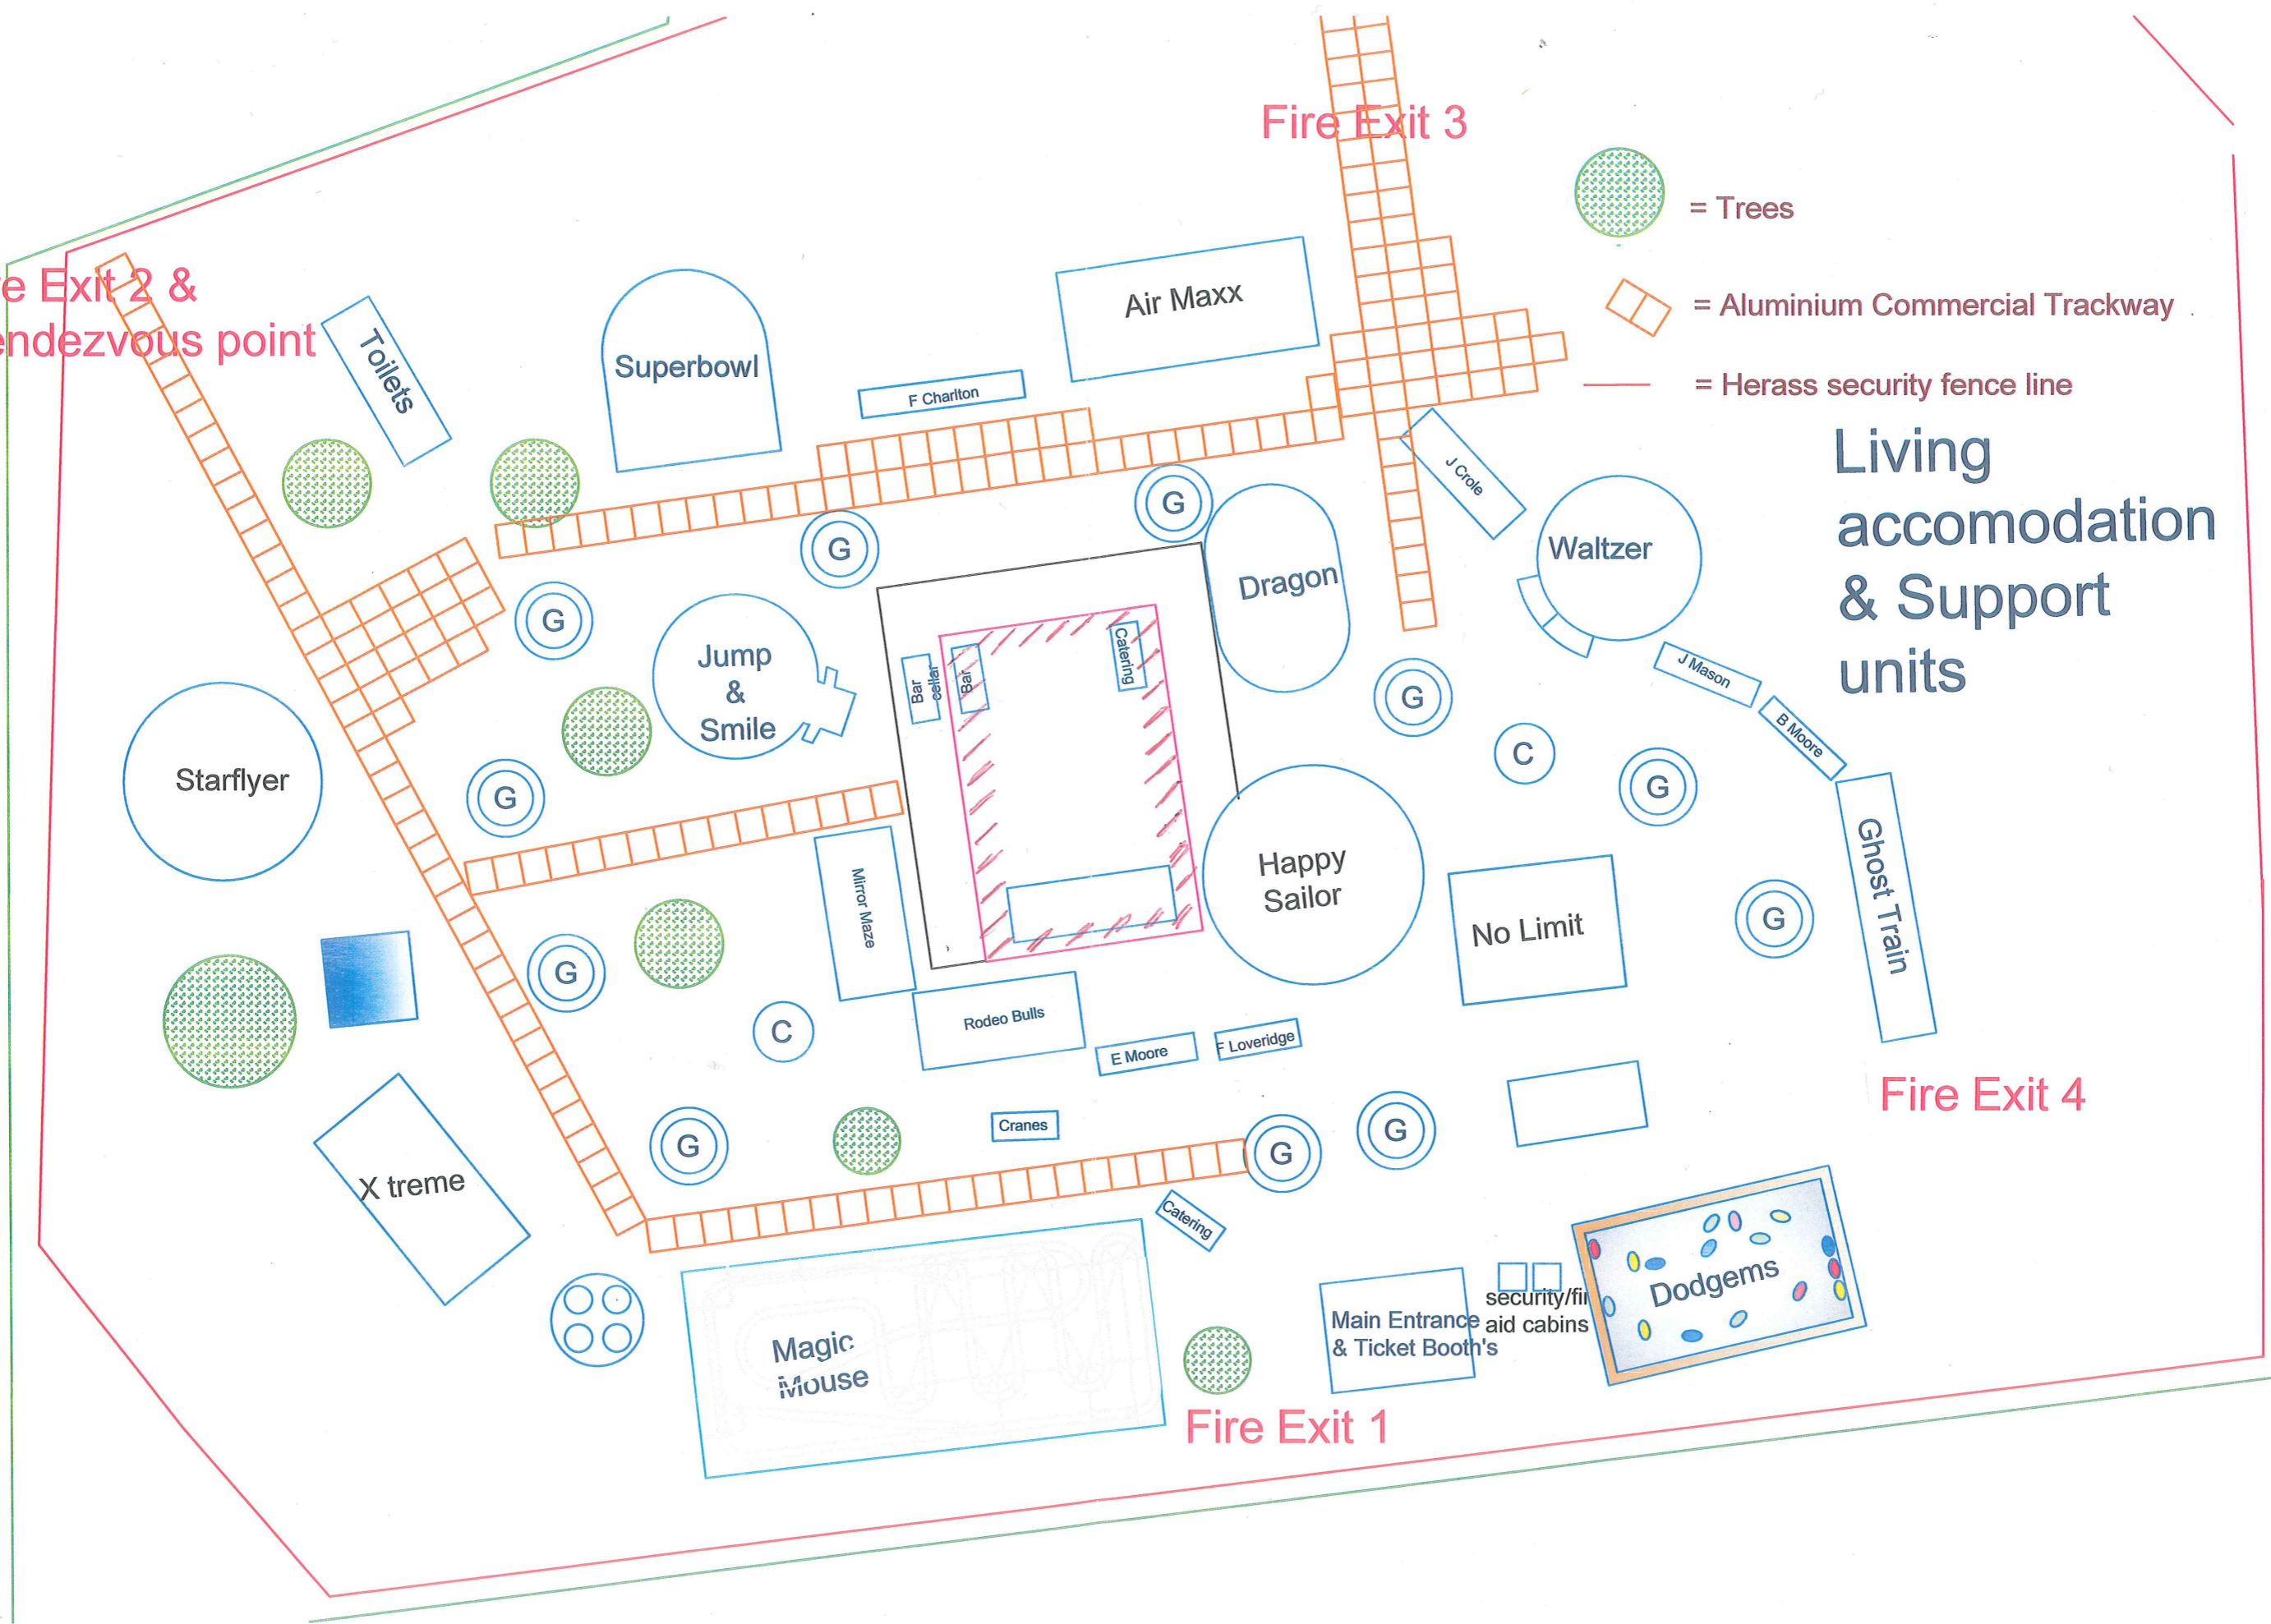 Fire Exit 3
= Trees
= Aluminium Commercial Trackway
= Herass security fence line
Living
accomodation
& Support
units
e Exit 2 &
endezvous point
Toilets
Superbowl
Air Maxx
F Charlton
J Crole
Waltzer
G
G
G
Dragon
Jump
&
Smile
Bar
cellar
Bar
Catering
G
J Mason
B Moore
C
G
Starflyer
G
Happy
Sailor
Mirror Maze
No Limit
G
Ghost Train
G
C
Rodeo Bulls
E Moore
F Loveridge
Fire Exit 4
Cranes
G
G
G
X treme
Catering
Magic
Mouse
Main Entrance
& Ticket Booth's
security/fir
aid cabins
Dodgems
Fire Exit 1